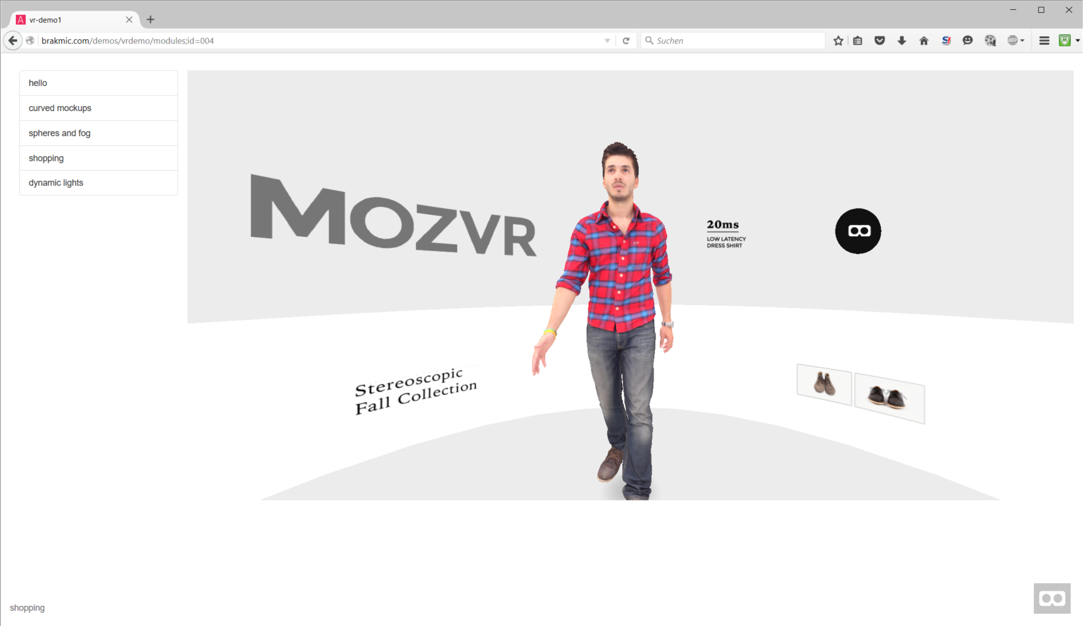 vr-demo1
brakmic.com/demos/vrdemo/modules;id=004
Suchen
hello
curved mockups
spheres and fog
shopping
dynamic lights
MOZVR
20ms
LOW LATENCY
DRESS SHIRT
Stereoscopic
Fall Collection
shopping